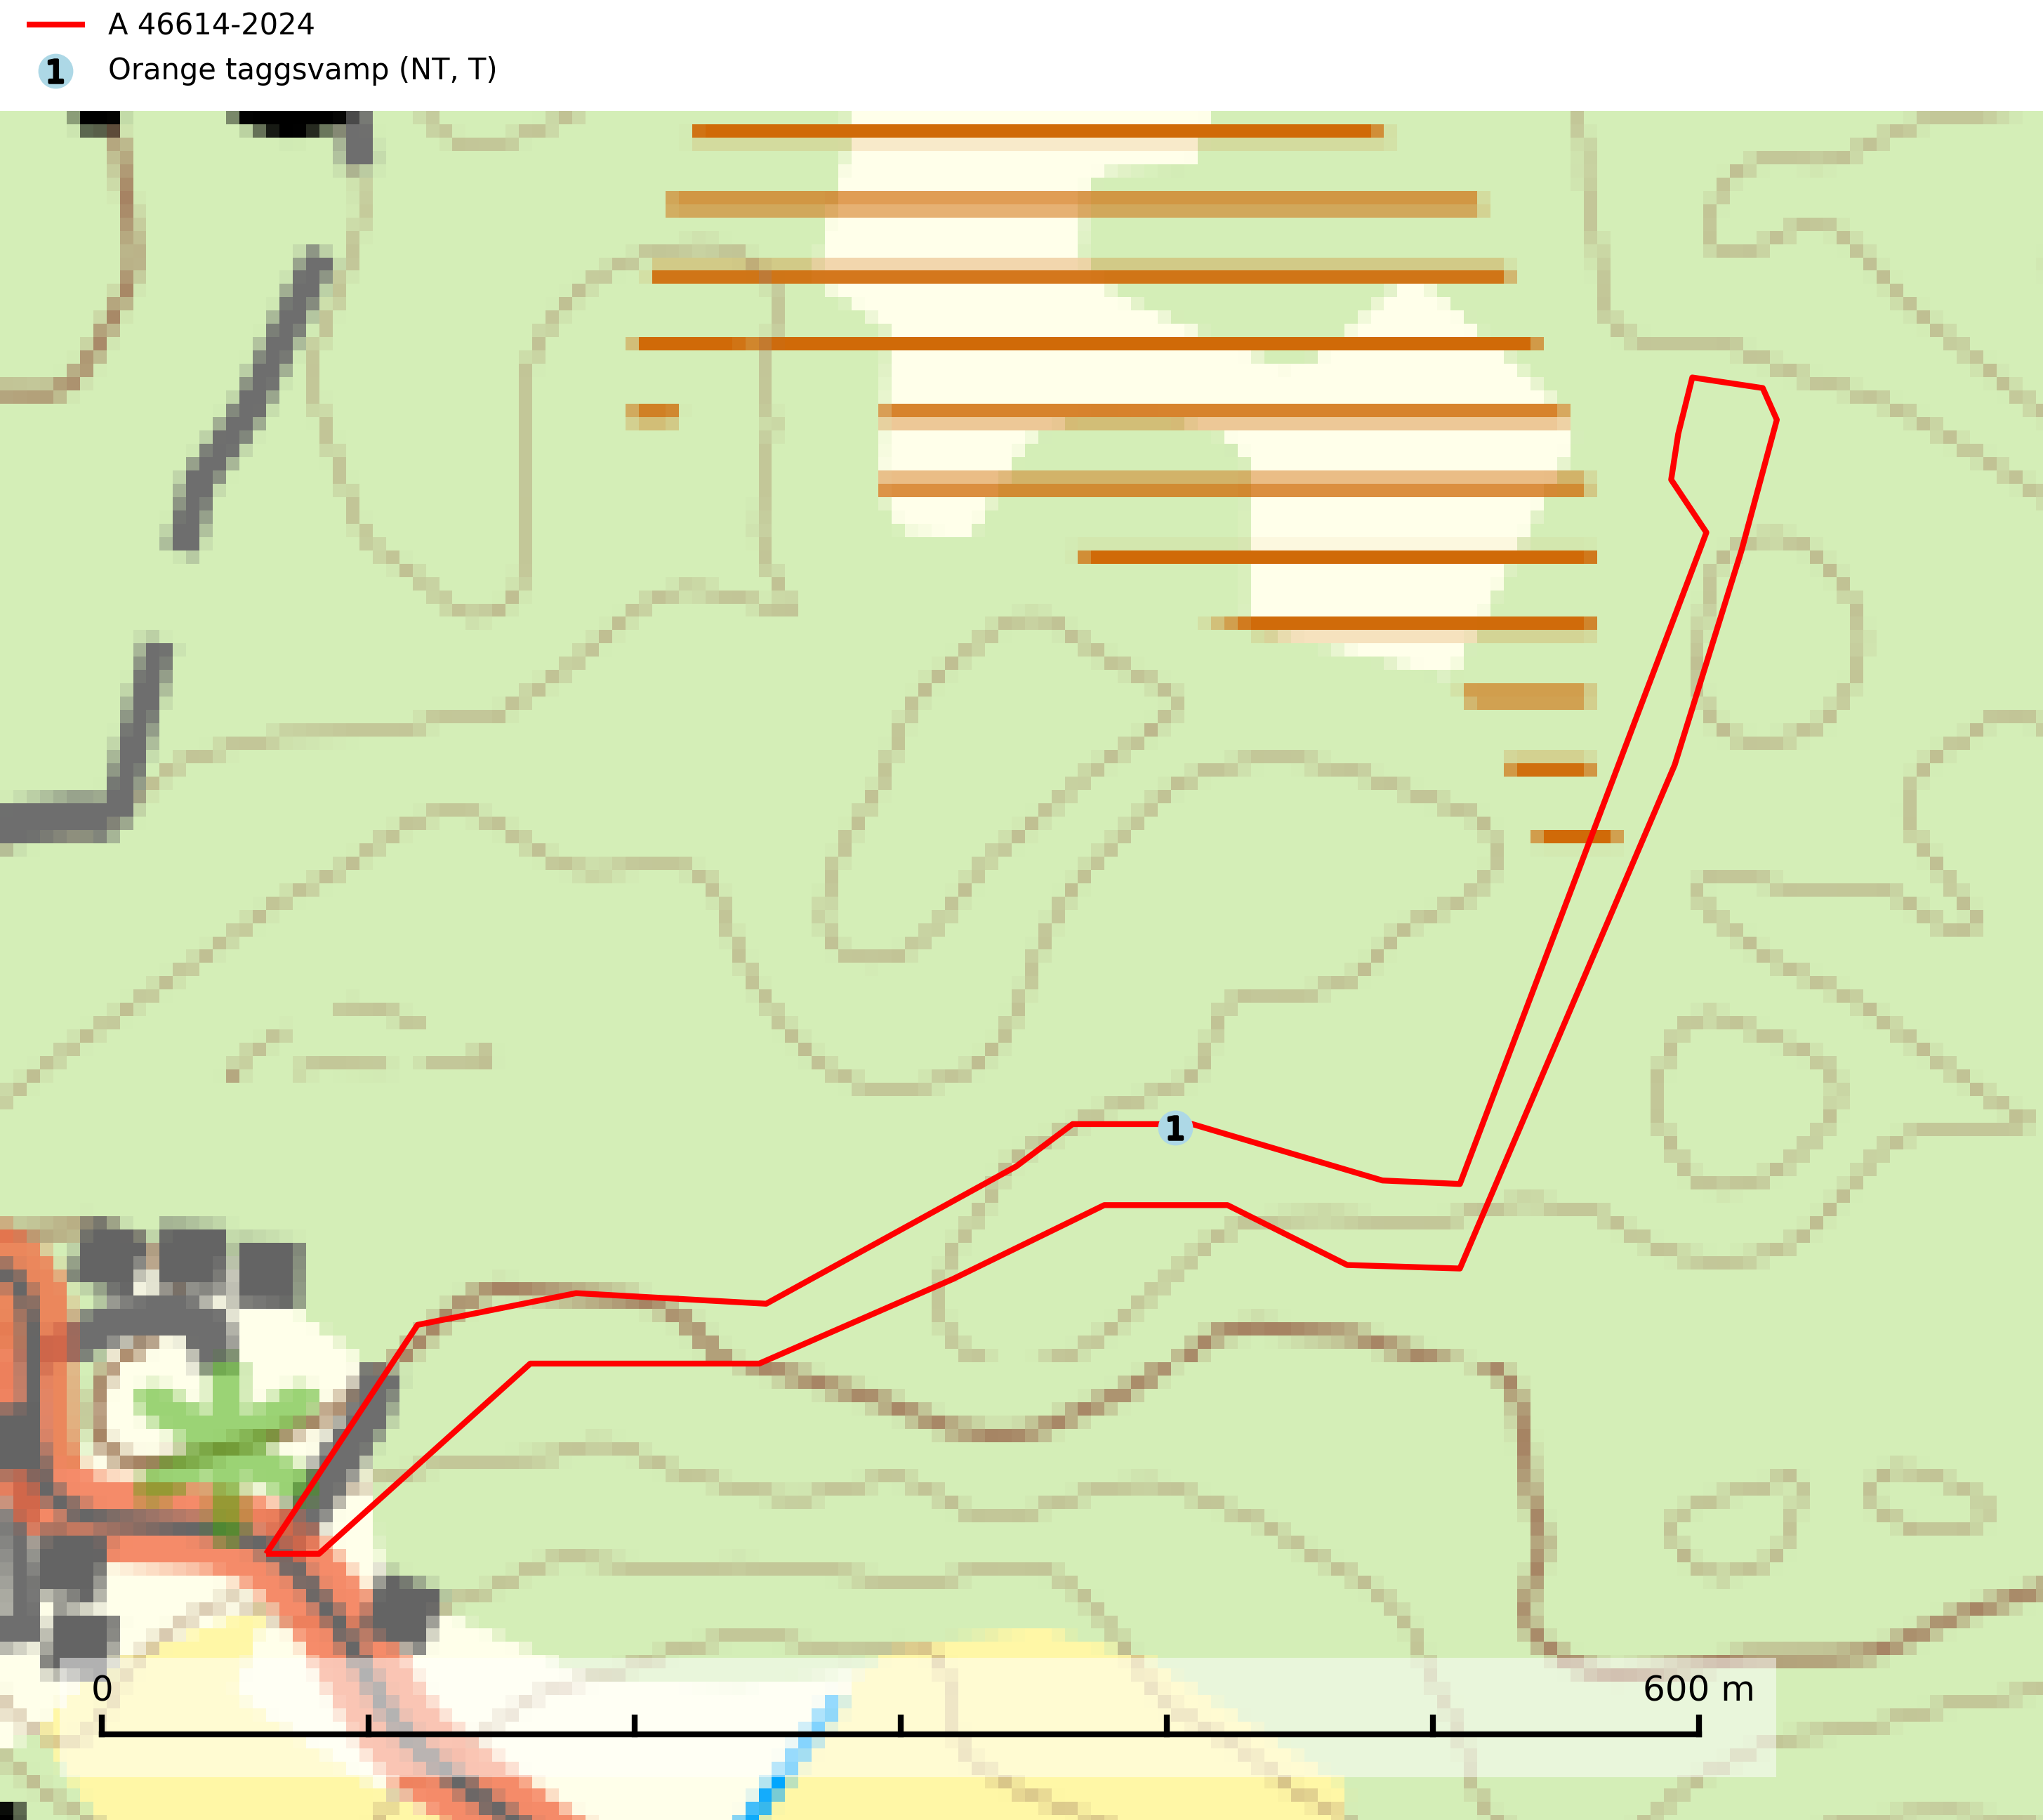 A 46614-2024
1 Orange taggsvamp (NT, T)
1
0 600 m